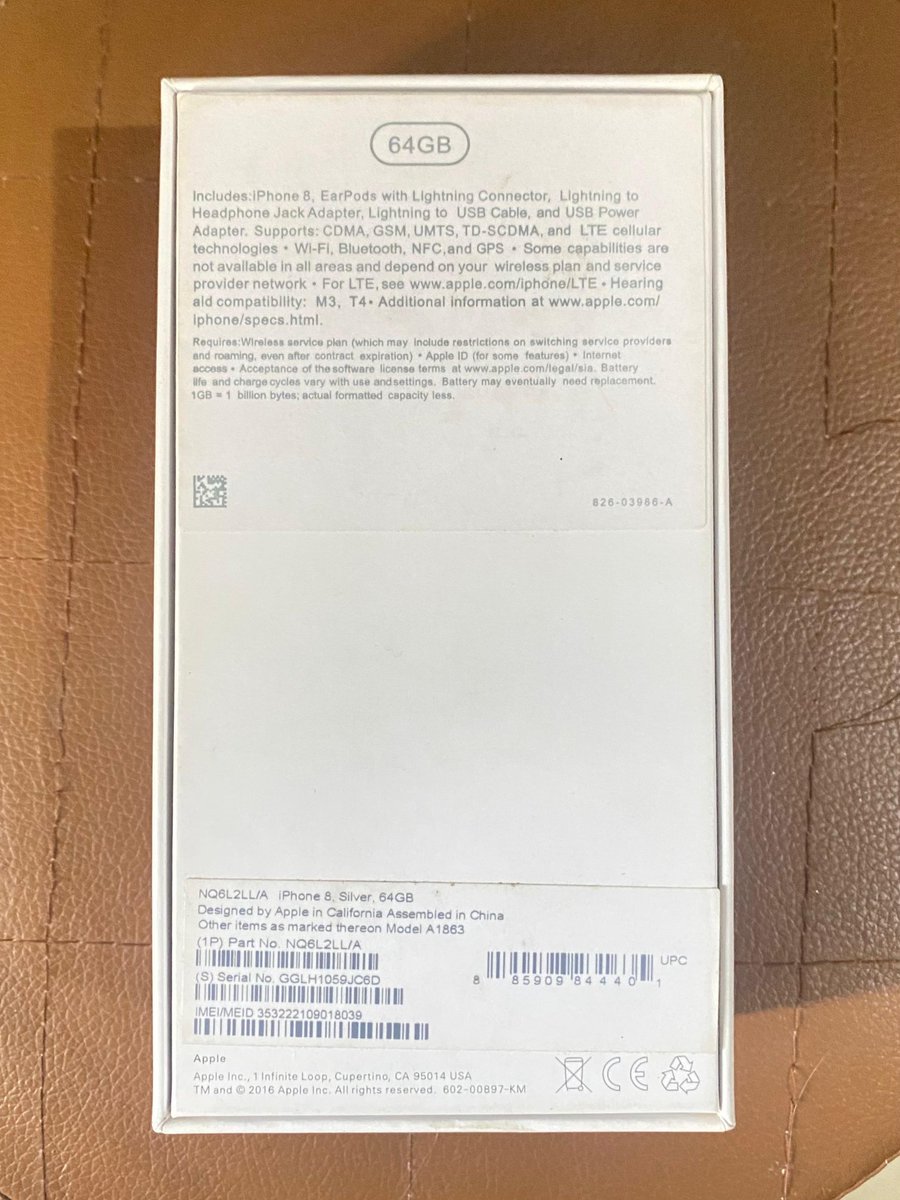 64GB
Includes:iPhone 8, EarPods with Lightning Connector, Lightning to
Headphone Jack Adapter, Lightning to USB Cable, and USB Power
Adapter. Supports: CDMA, GSM, UMTS, TD-SCDMA, and LTE cellular
technologies • Wi-Fi, Bluetooth, NFC,and GPS • Some capabilities are
not available in all areas and depend on your wireless plan and service
provider network • For LTE, see www.apple.com/iphone/LTE • Hearing
aid compatibility: M3, T4• Additional information at www.apple.com/
iphone/specs.html.
Requires:Wireless service plan (which may include restrictions on switching service providers
and roaming, even after contract expiration) • Apple ID (for some features) • Internet
access • Acceptance of the software license terms at www.apple.com/legal/sla. Battery
life and charge cycles vary with use and settings. Battery may eventually need replacement.
1GB = 1 billion bytes; actual formatted capacity less.
826-03986-A
NQ6L2LL/A iPhone 8, Silver, 64GB
Designed by Apple in California Assembled in China
Other items as marked thereon Model A1863
(1P) Part No. NQ6L2LL/A
(S) Serial No. GGLH1059JC6D
IMEI/MEID 353222109018039
UPC
8 85909 84440 1
Apple
Apple Inc., 1 Infinite Loop, Cupertino, CA 95014 USA
TM and © 2016 Apple Inc. All rights reserved. 602-00897-KM
CE